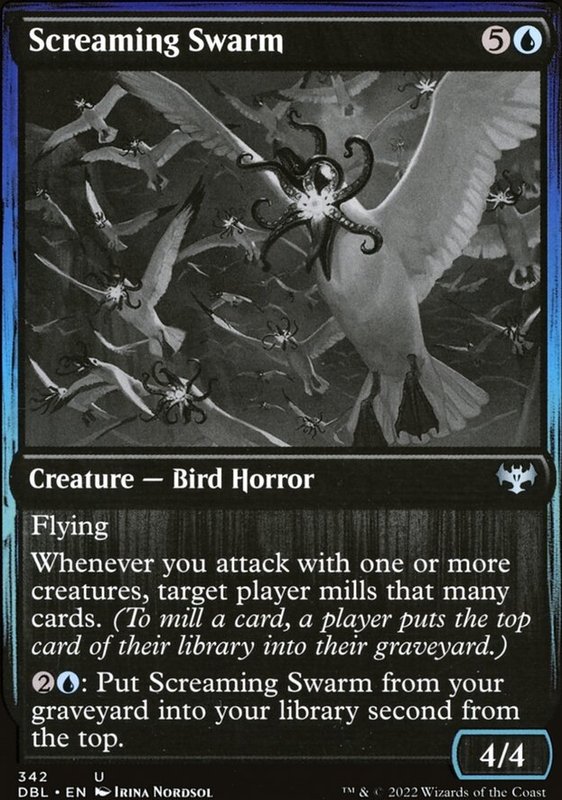 Screaming Swarm
5
Creature — Bird Horror
Flying
Whenever you attack with one or more
creatures, target player mills that many
cards. (To mill a card, a player puts the top
card of their library into their graveyard.)
2: Put Screaming Swarm from your
graveyard into your library second from
the top.
4/4
342 U
DBL • EN Irina Nordsol
™ & © 2022 Wizards of the Coast